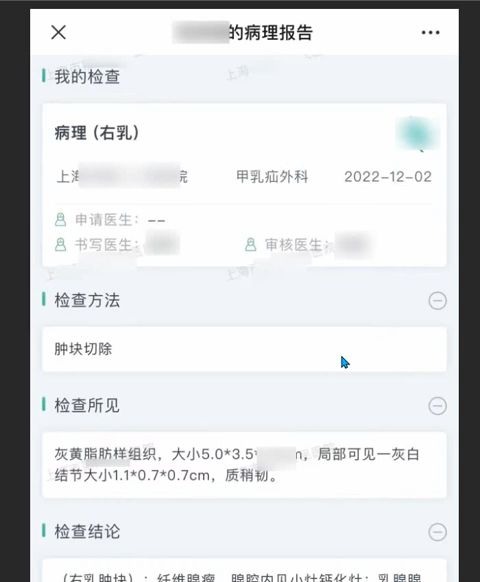 的病理报告
我的检查
病理（右乳）
上海 院 甲乳疝外科 2022-12-02
申请医生：--
书写医生： 审核医生：
检查方法
肿块切除
检查所见
灰黄脂肪样组织，大小5.0*3.5* m，局部可见一灰白
结节大小1.1*0.7*0.7cm，质稍韧。
检查结论
（右乳肿块）：纤维腺瘤，腺腔内见小灶钙化灶；乳腺腺